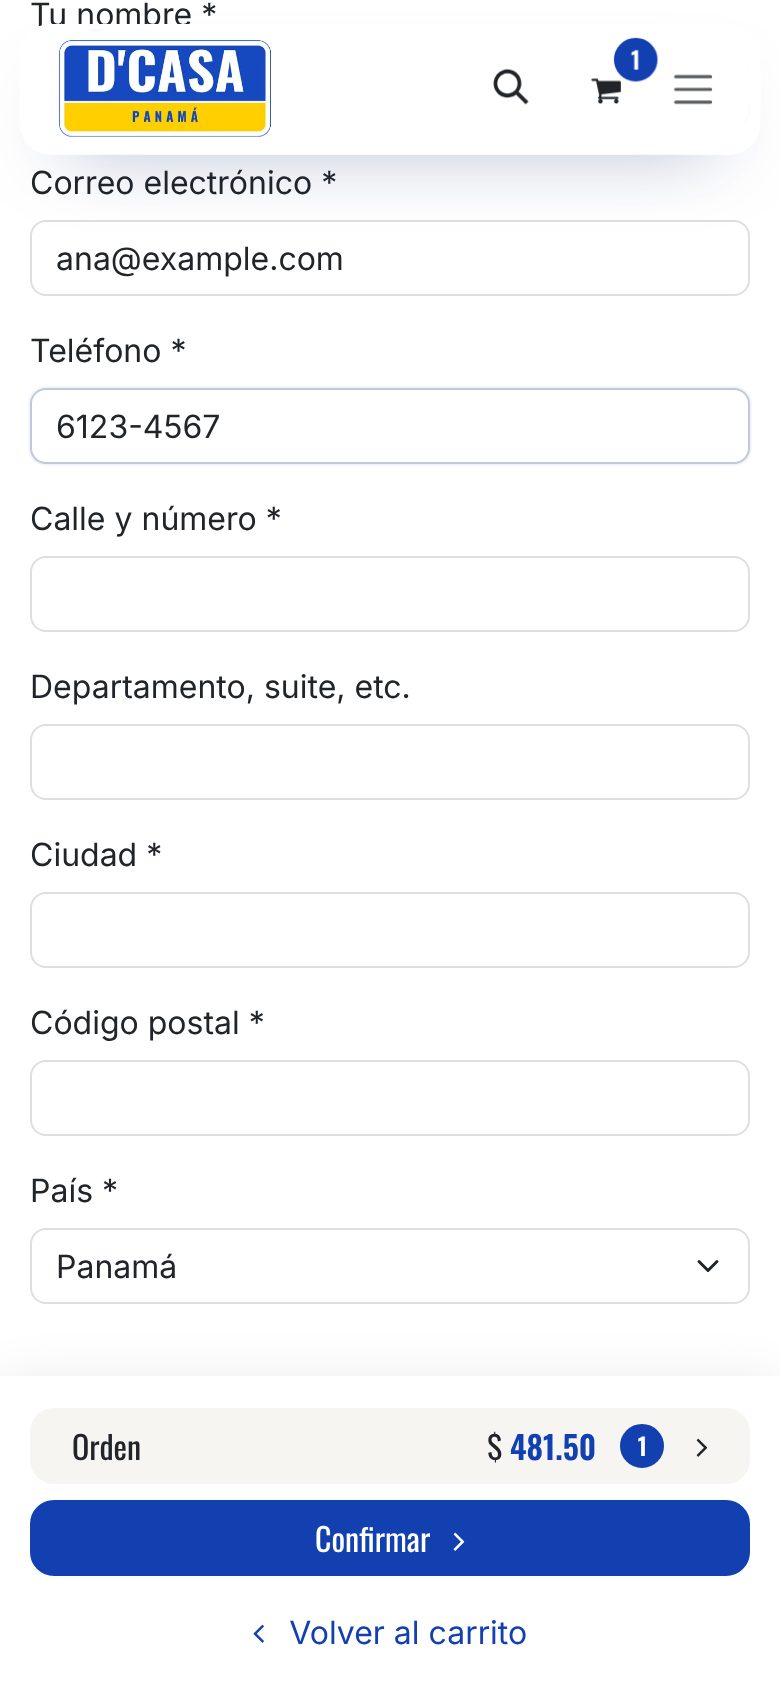 Tu nombre *
D'CASA
PANAMÁ
1
Correo electrónico *
ana@example.com
Teléfono *
6123-4567
Calle y número *
Departamento, suite, etc.
Ciudad *
Código postal *
País *
Panamá
Orden $ 481.50 1
Confirmar
Volver al carrito